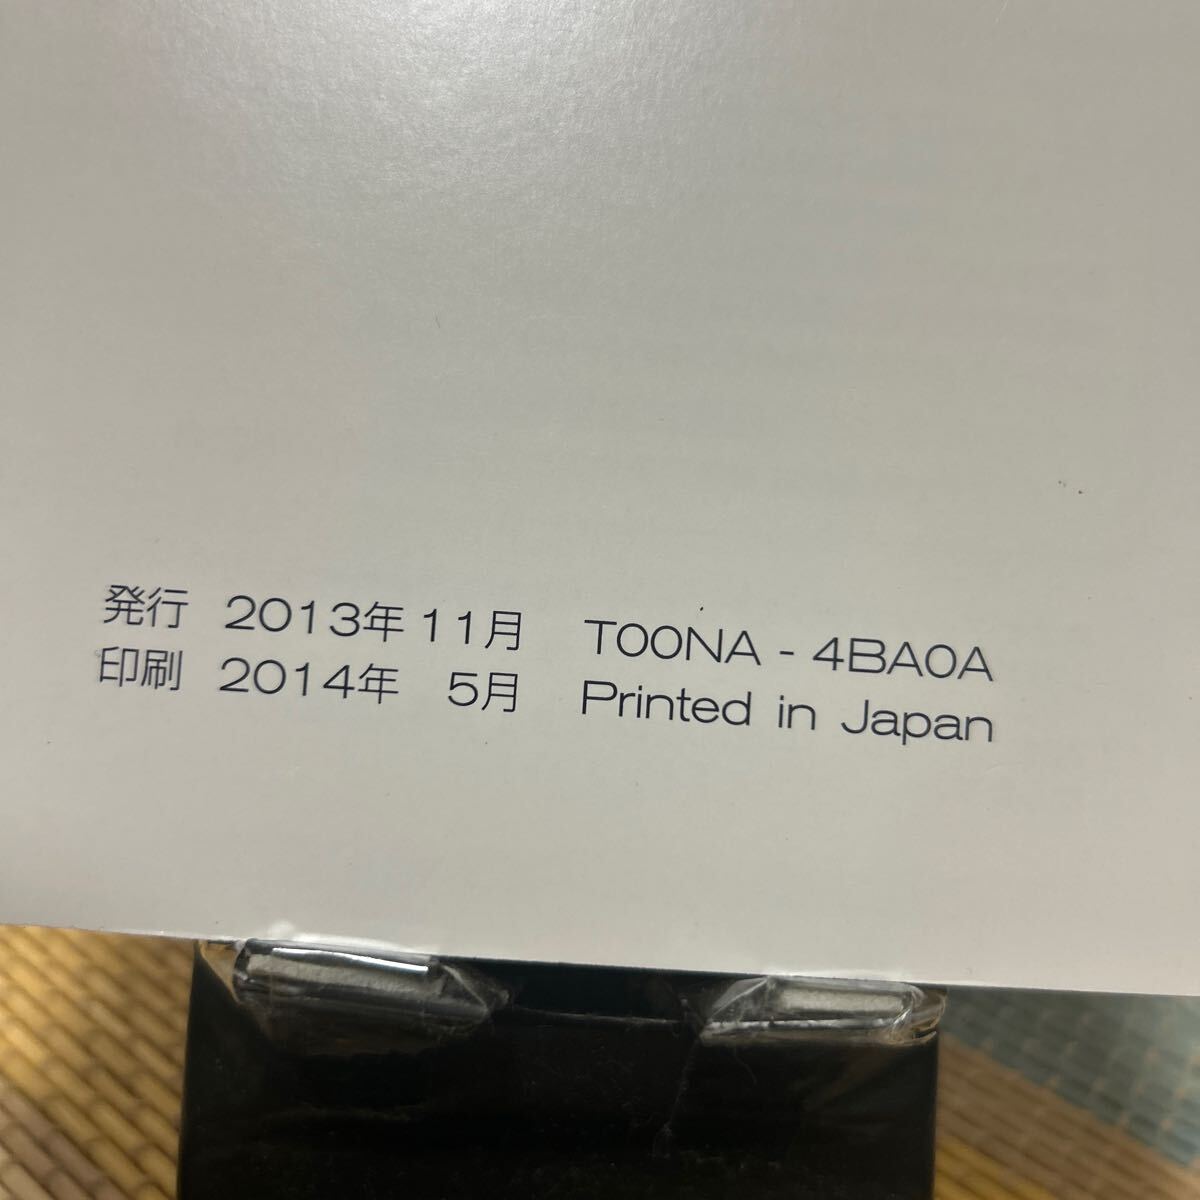 発行 2013年 11月 T00NA - 4BA0A
印刷 2014年 5月 Printed in Japan